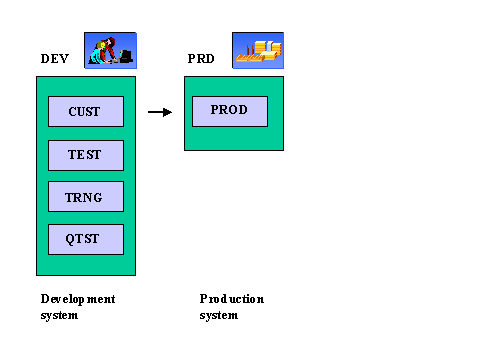 DEV
PRD
CUST
PROD
TEST
TRNG
QTST
Development
system
Production
system